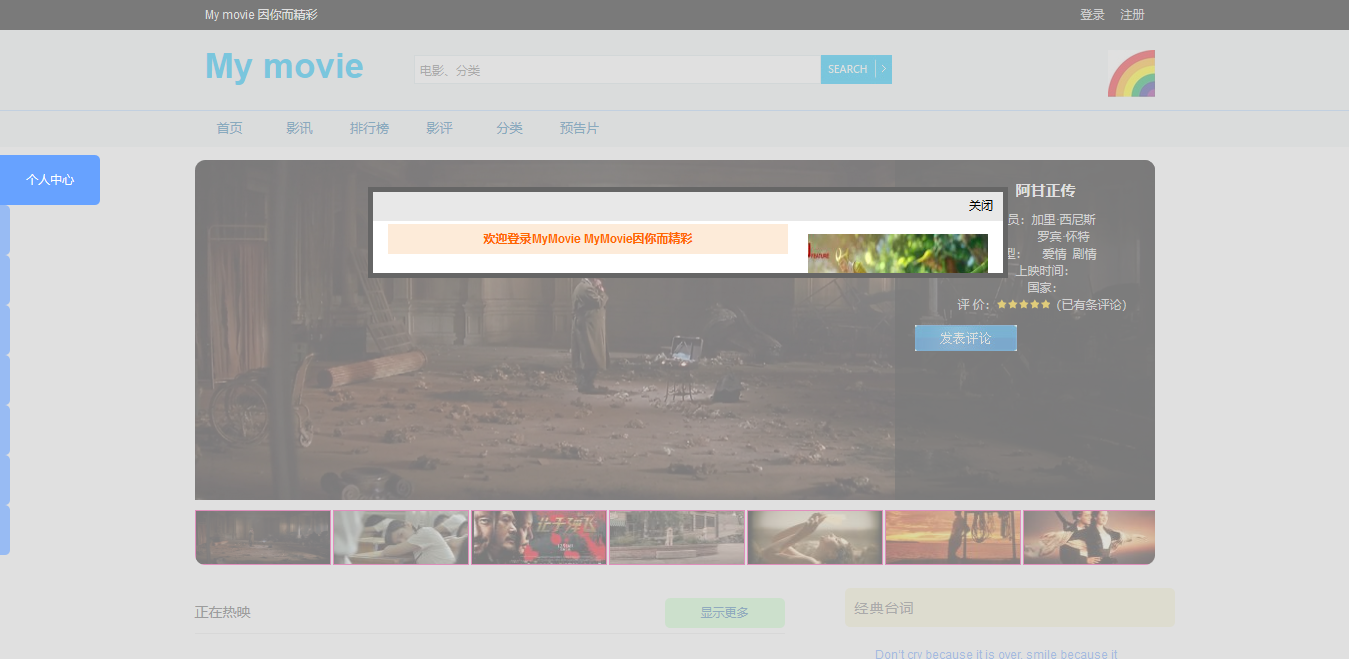 My movie 因你而精彩
登录 注册
My movie
电影、分类
SEARCH
首页 影讯 排行榜 影评 分类 预告片
个人中心
关闭
欢迎登录MyMovie MyMovie因你而精彩
FEATURE
阿甘正传
员：加里·西尼斯
罗宾·怀特
型： 爱情 剧情
上映时间：
国家：
评 价：★★★★★ (已有条评论)
发表评论
让子弹飞
正在热映
显示更多
经典台词
Don't cry because it is over, smile because it